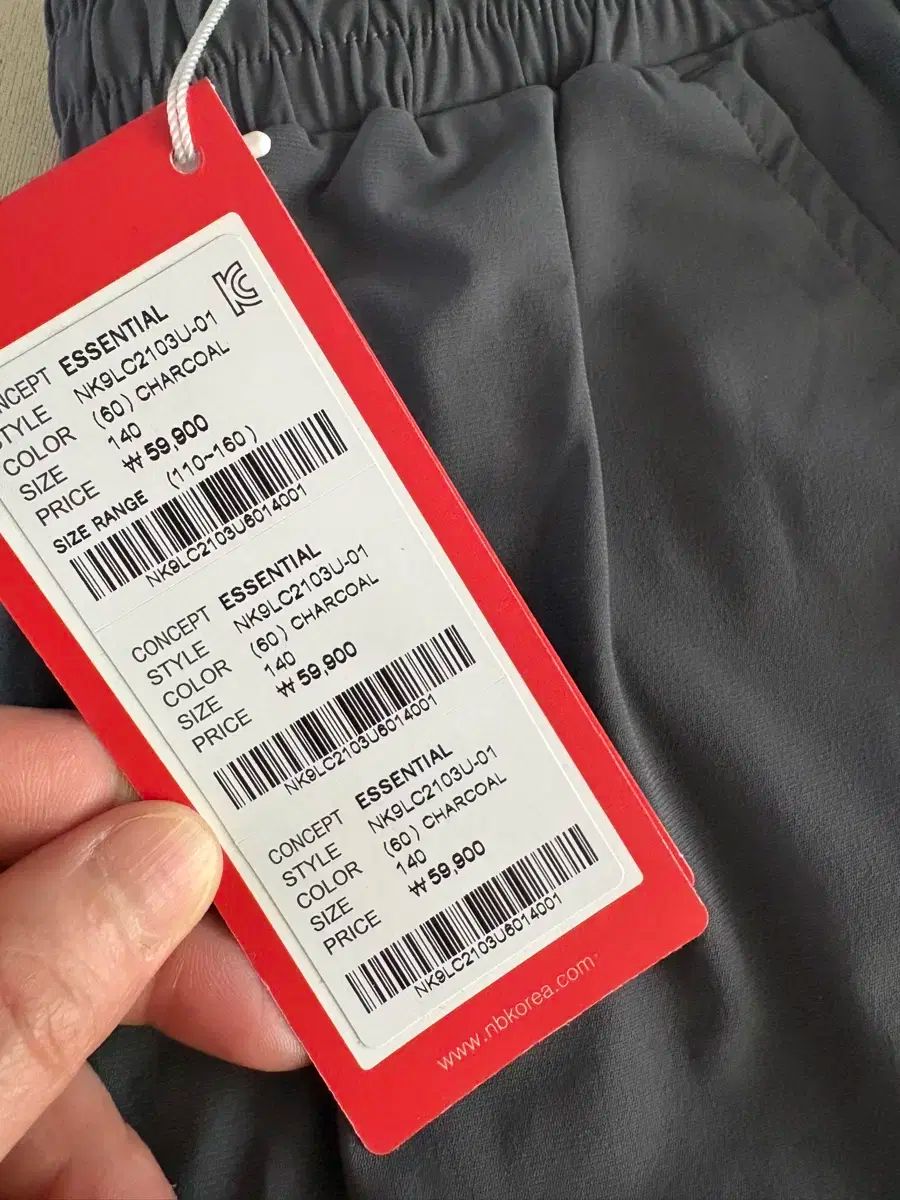 CONCEPT ESSENTIAL
STYLE NK9LC2103U-01
COLOR (60) CHARCOAL
SIZE 140
PRICE ₩59,900
SIZE RANGE (110~160)
NK9LC2103U6014001
CONCEPT ESSENTIAL
STYLE NK9LC2103U-01
COLOR (60) CHARCOAL
SIZE 140
PRICE ₩59,900
NK9LC2103U6014001
CONCEPT ESSENTIAL
STYLE NK9LC2103U-01
COLOR (60) CHARCOAL
SIZE 140
PRICE ₩59,900
NK9LC2103U6014001
www.nbkorea.com